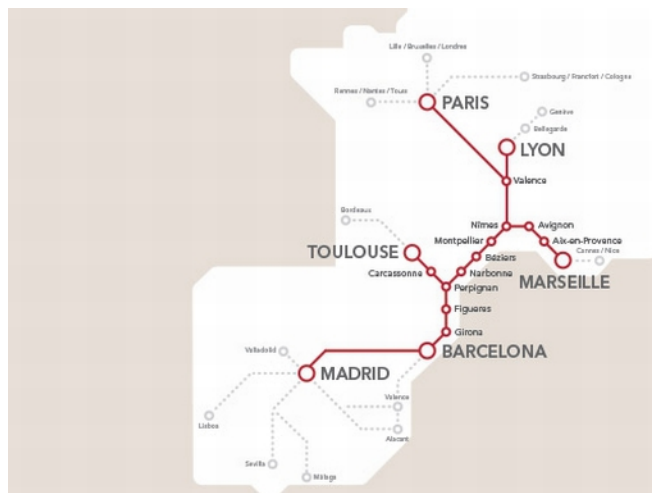 Lille / Bruxelles / Londres
Strasbourg / Francfort / Cologne
Rennes / Nantes / Tours
PARIS
Genève
Bellegarde
LYON
Valence
Bordeaux
Nîmes
Avignon
Montpellier
Aix-en-Provence
TOULOUSE
Béziers
Cannes / Nice
Carcassonne
Narbonne
MARSEILLE
Perpignan
Figueres
Girona
Valladolid
BARCELONA
MADRID
Valence
Lisboa
Alacant
Sevilla
Málaga